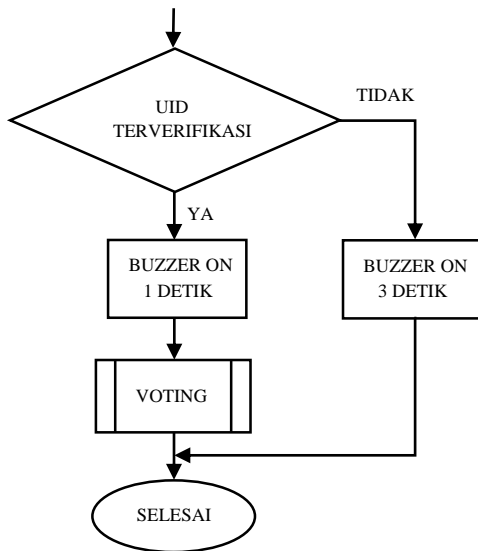 UID
TERVERIFIKASI
TIDAK
YA
BUZZER ON
1 DETIK
BUZZER ON
3 DETIK
VOTING
SELESAI